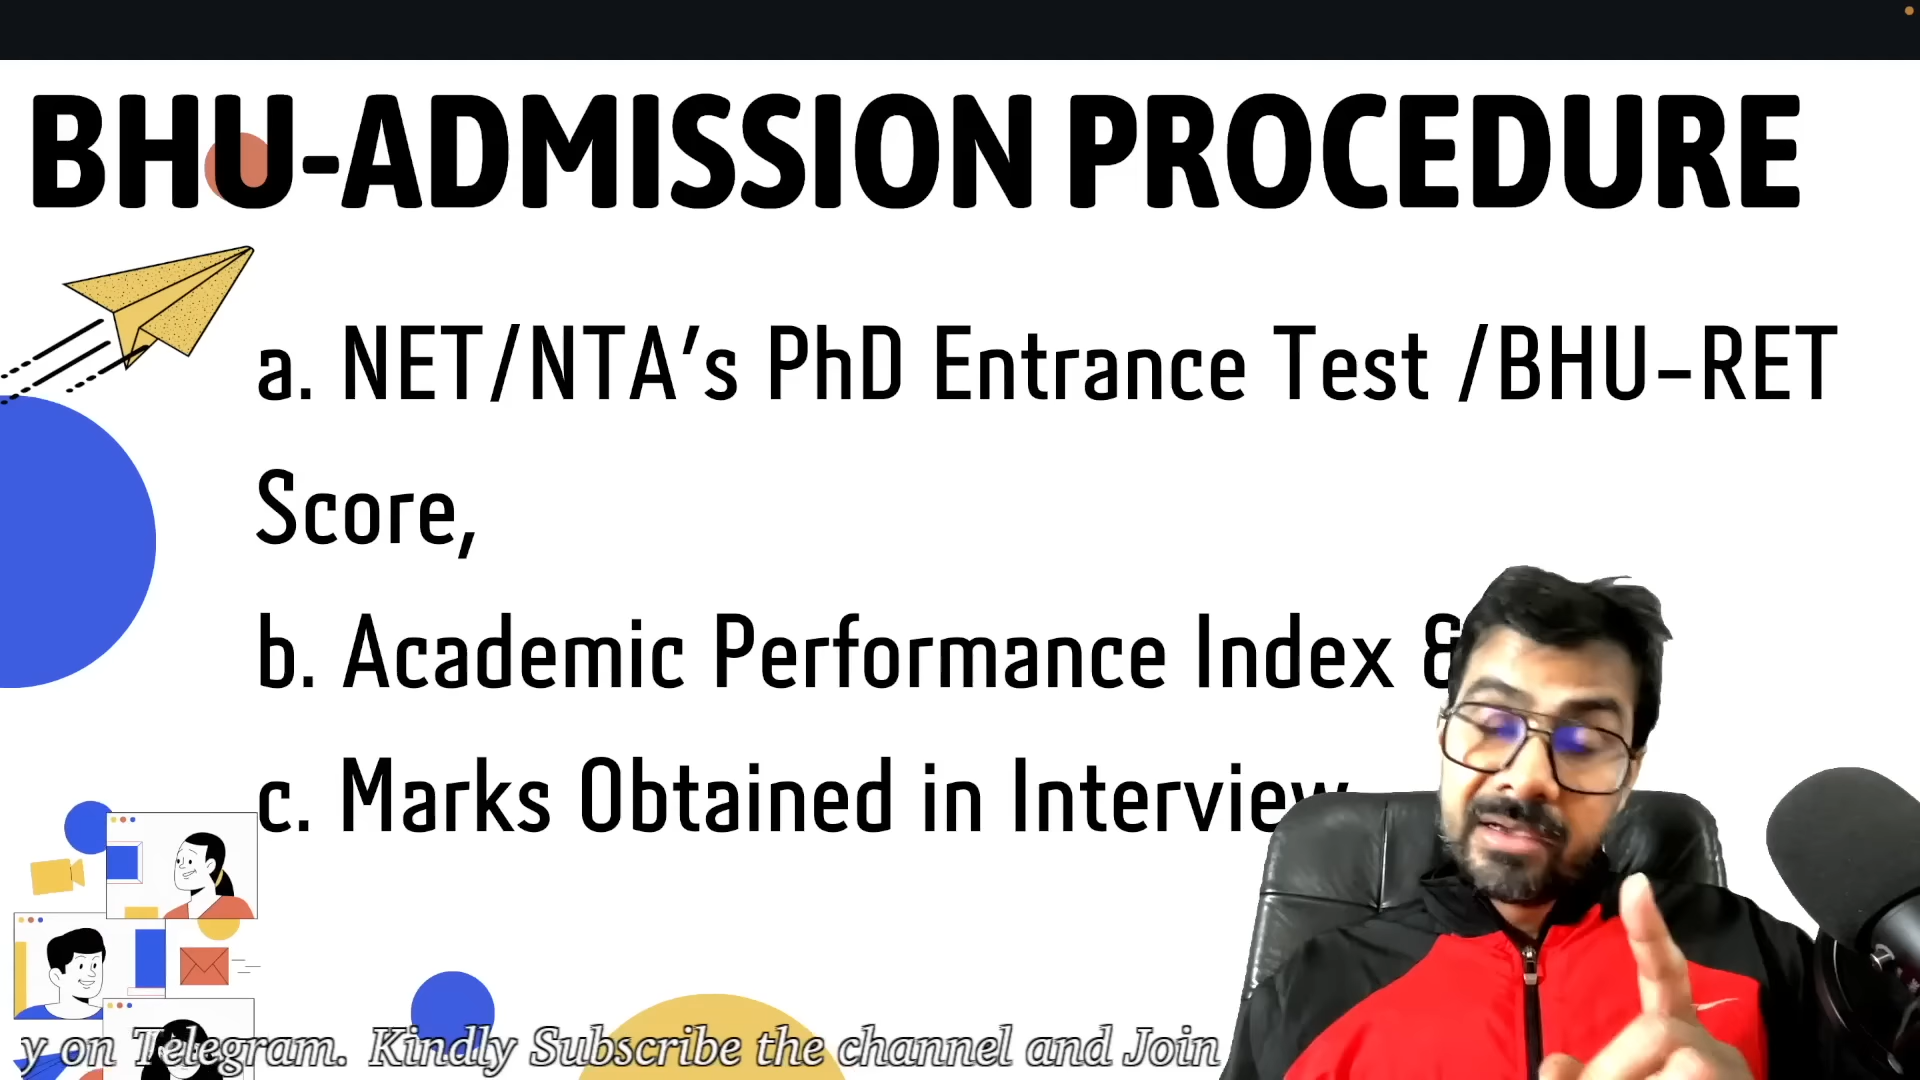 BHU-ADMISSION PROCEDURE
a. NET/NTA’s PhD Entrance Test /BHU-RET
Score,
b. Academic Performance Index &
c. Marks Obtained in Interview
y on Telegram. Kindly Subscribe the channel and Join